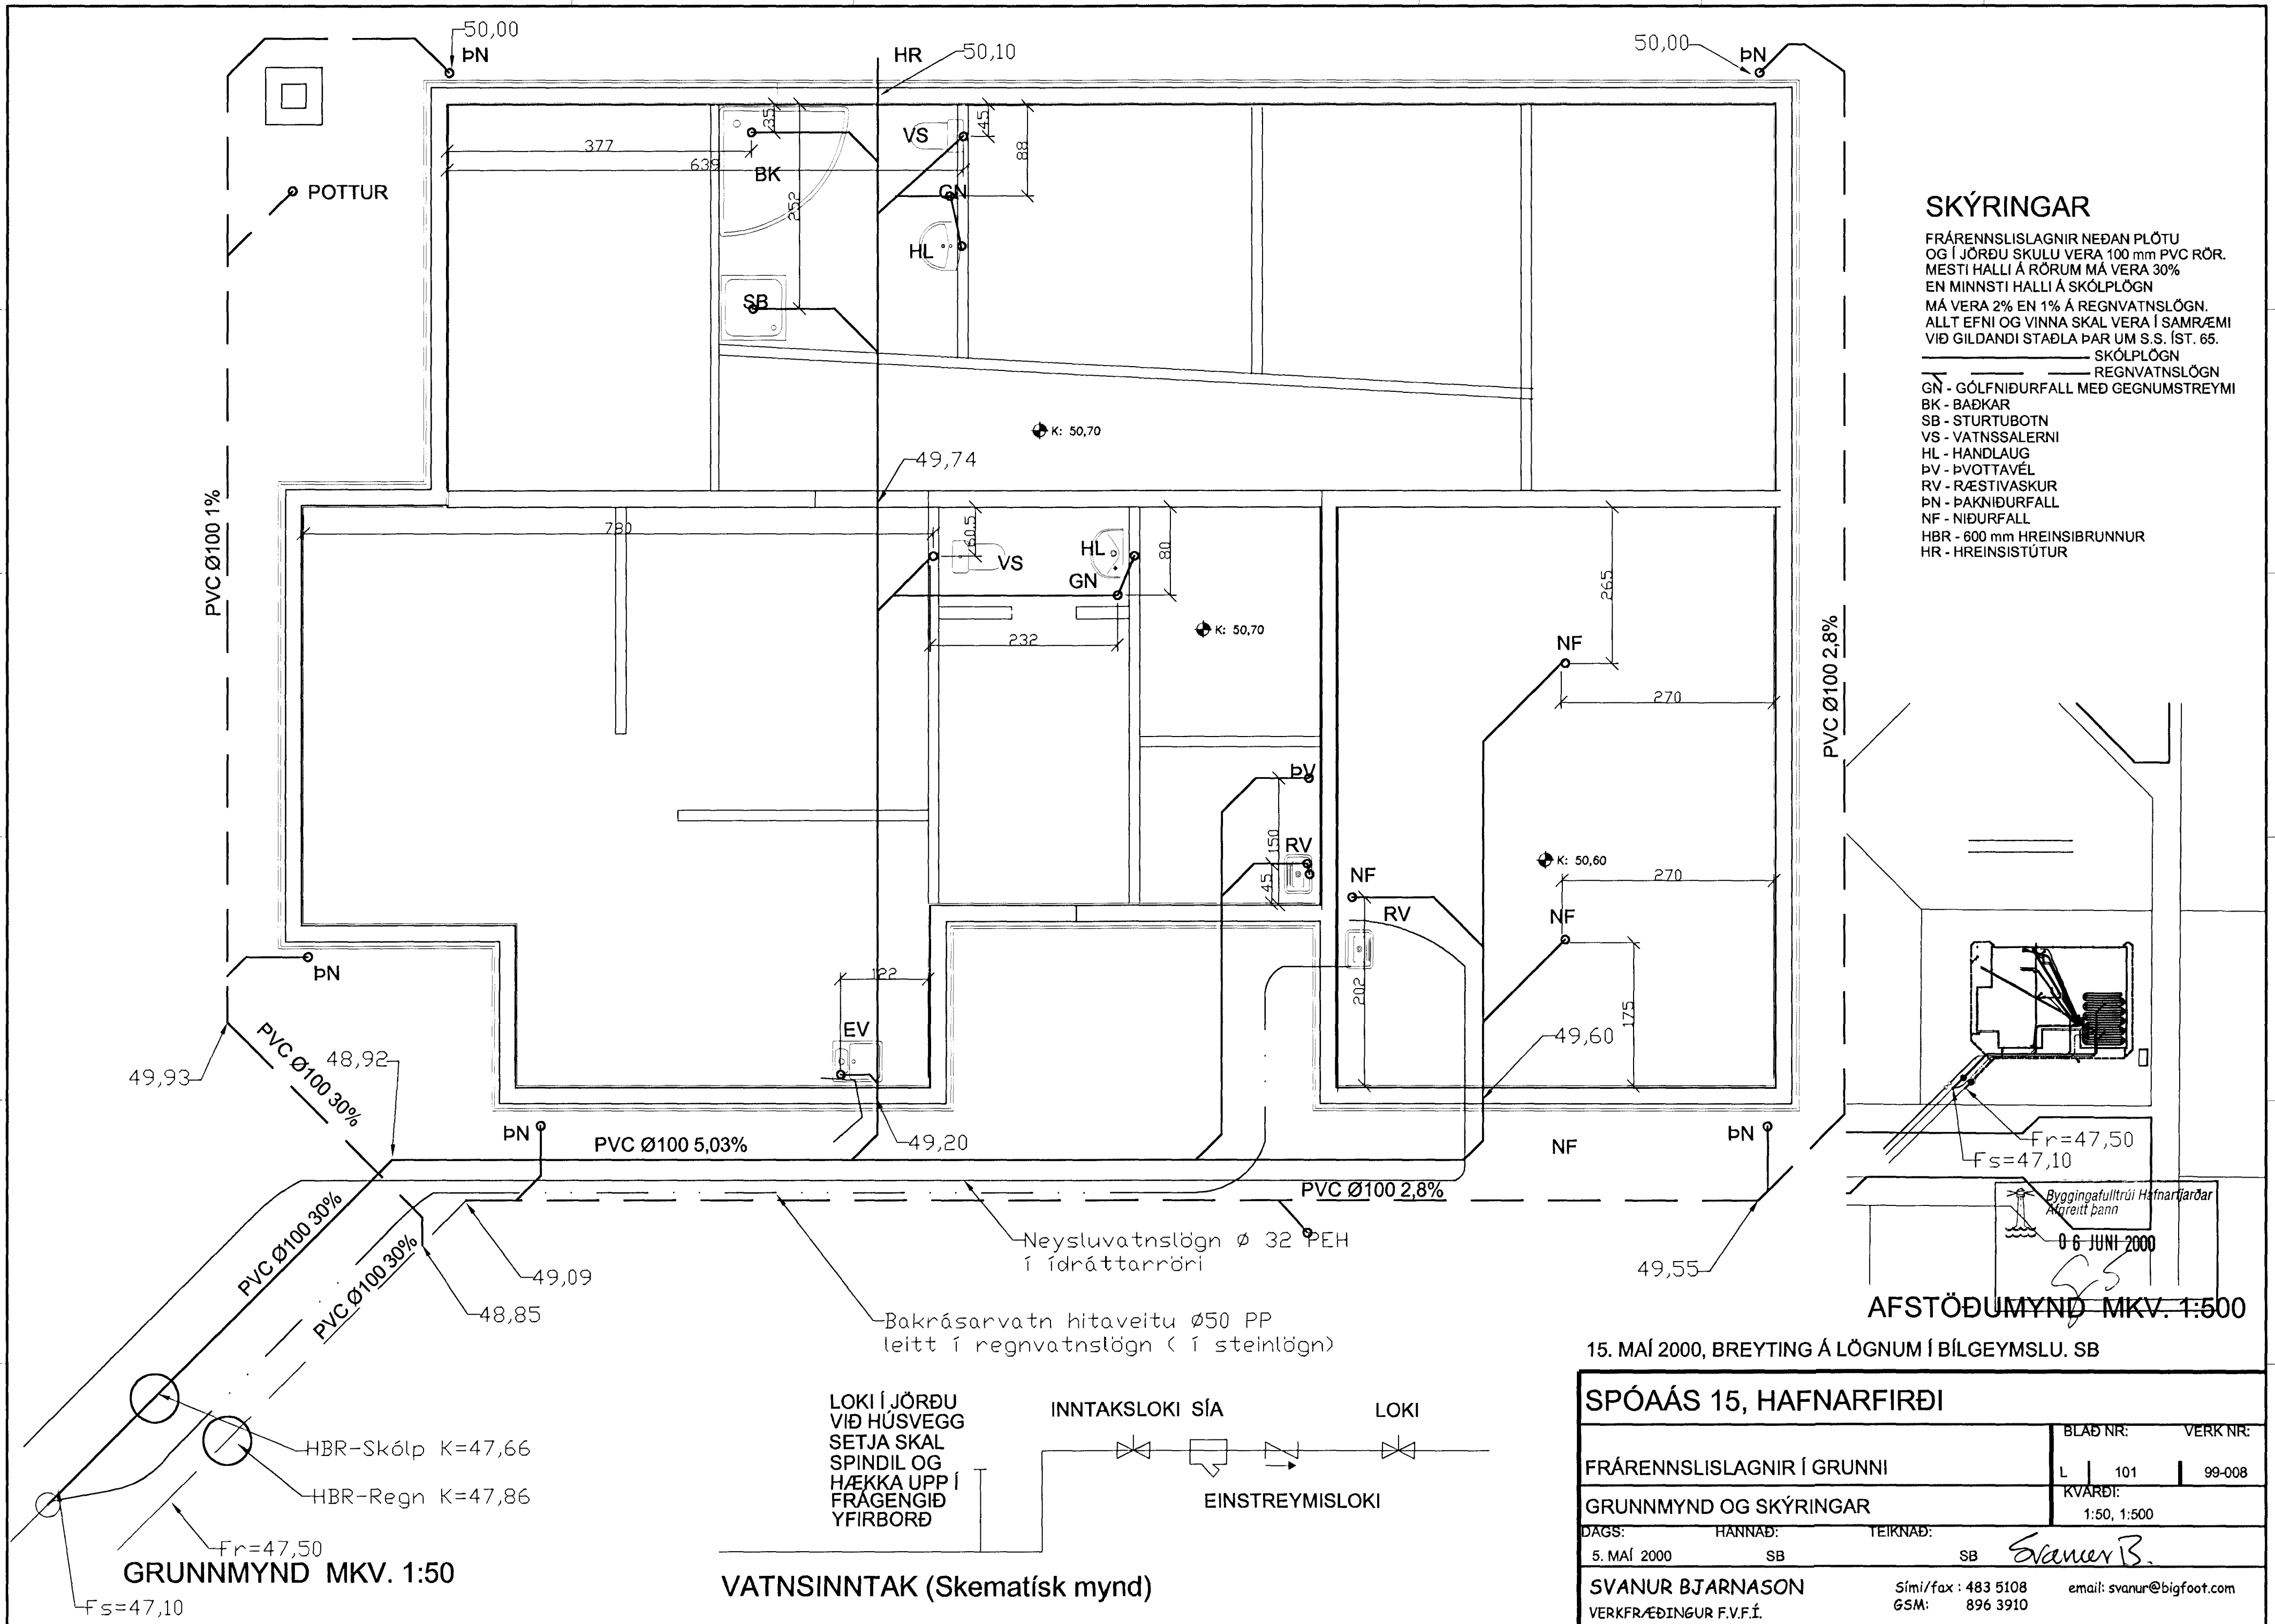 50,00
ÞN
HR
50,10
50,00
ÞN
35
45
VS
88
377
639
BK
POTTUR
GN
252
HL
SB
SKÝRINGAR
FRÁRENNSLISLAGNIR NEÐAN PLÖTU
OG Í JÖRÐU SKULU VERA 100 mm PVC RÖR.
MESTI HALLI Á RÖRUM MÁ VERA 30%
EN MINNSTI HALLI Á SKÓLPLÖGN
MÁ VERA 2% EN 1% Á REGNVATNSLÖGN.
ALLT EFNI OG VINNA SKAL VERA Í SAMRÆMI
VIÐ GILDANDI STAÐLA ÞAR UM S.S. ÍST. 65.
SKÓLPLÖGN
REGNVATNSLÖGN
GN - GÓLFNIÐURFALL MEÐ GEGNUMSTREYMI
BK - BAÐKAR
SB - STURTUBOTN
VS - VATNSSALERNI
HL - HANDLAUG
ÞV - ÞVOTTAVÉL
RV - RÆSTIVASKUR
ÞN - ÞAKNIÐURFALL
NF - NIÐURFALL
HBR - 600 mm HREINSIBRUNNUR
HR - HREINSISTÚTUR
K: 50,70
49,74
PVC Ø100 1%
780
60.5
VS
HL
80
GN
265
K: 50,70
232
NF
270
PVC Ø100 2,8%
ÞV
150
RV
45
K: 50,60
270
NF
RV
NF
ÞN
122
202
175
EV
49,60
PVC Ø100 30%
48,92
49,93
ÞN
PVC Ø100 5,03%
49,20
NF
ÞN
Fr=47,50
Fs=47,10
PVC Ø100 2,8%
PVC Ø100 30%
PVC Ø100 30%
Neysluvatnslögn Ø 32 PEH
í ídráttarröri
49,09
48,85
49,55
Byggingafulltrúi Hafnarfjarðar
Afgreitt þann
06 JUNI 2000
Bakrásarvatn hitaveitu Ø50 PP
leitt í regnvatnslögn ( í steinlögn)
AFSTÖÐUMYND MKV. 1:500
15. MAÍ 2000, BREYTING Á LÖGNUM Í BÍLGEYMSLU. SB
LOKI Í JÖRÐU
VIÐ HÚSVEGG
SETJA SKAL
SPINDIL OG
HÆKKA UPP Í
FRÁGENGIÐ
YFIRBORÐ
INNTAKSLOKI SÍA LOKI
EINSTREYMISLOKI
HBR-Skólp K=47,66
HBR-Regn K=47,86
Fr=47,50
GRUNNMYND MKV. 1:50
Fs=47,10
VATNSINNTAK (Skematísk mynd)
SPÓAÁS 15, HAFNARFIRÐI
FRÁRENNSLISLAGNIR Í GRUNNI
BLAÐ NR: VERK NR:
L 101 99-008
GRUNNMYND OG SKÝRINGAR
KVARÐI:
1:50, 1:500
DAGS: HANNAÐ: TEIKNAÐ:
5. MAÍ 2000 SB SB Svanur B.
SVANUR BJARNASON
VERKFRÆÐINGUR F.V.F.Í.
Sími/fax : 483 5108
GSM: 896 3910
email: svanur@bigfoot.com